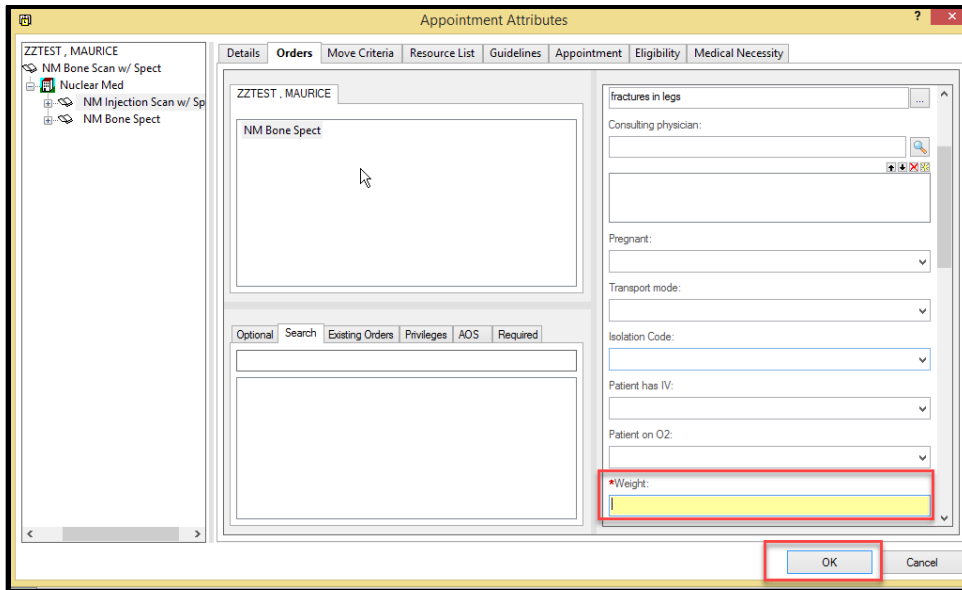 Appointment Attributes
? ×
ZZTEST , MAURICE
NM Bone Scan w/ Spect
Nuclear Med
NM Injection Scan w/ Sp
NM Bone Spect
Details Orders Move Criteria Resource List Guidelines Appointment Eligibility Medical Necessity
ZZTEST , MAURICE
NM Bone Spect
Optional Search Existing Orders Privileges AOS Required
fractures in legs
...
Consulting physician:
Pregnant:
Transport mode:
Isolation Code:
Patient has IV:
Patient on O2:
*Weight:
OK Cancel